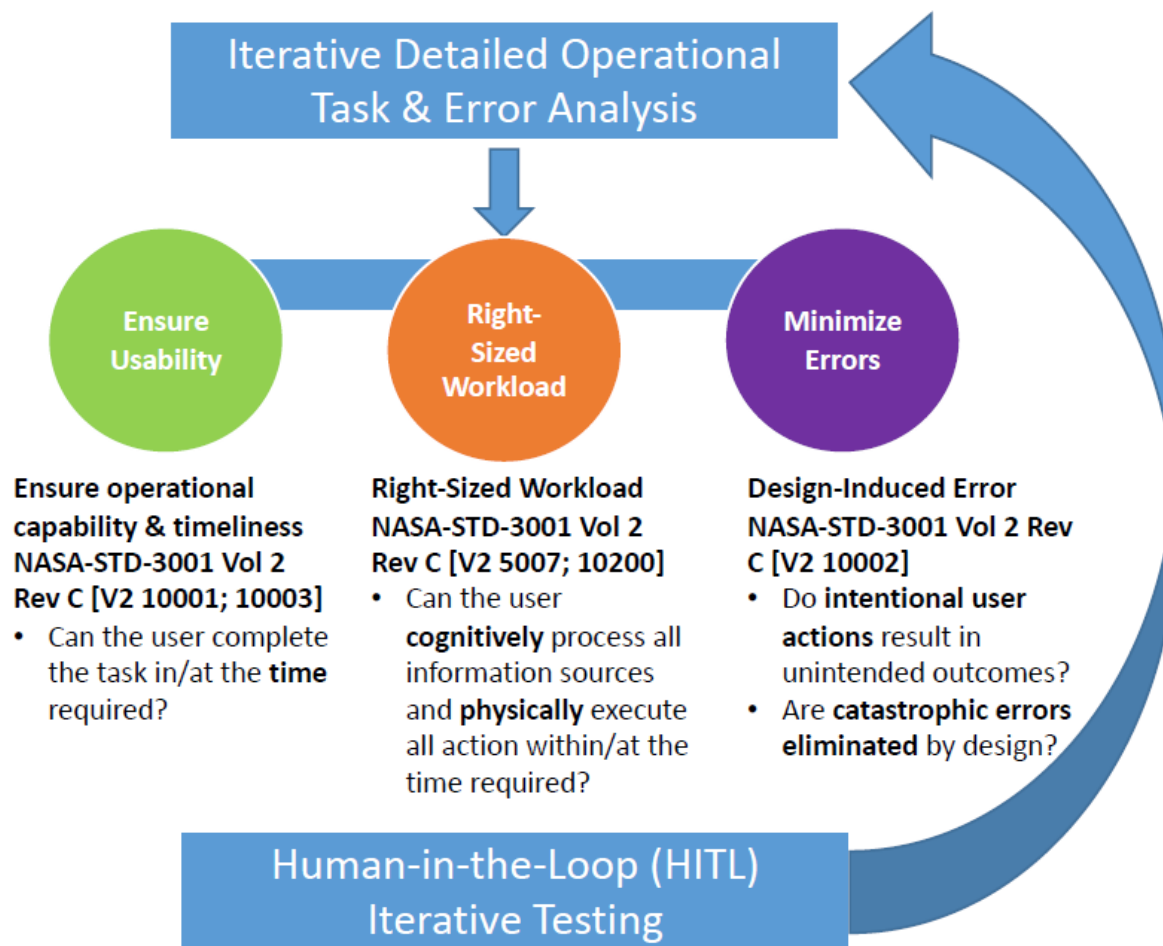 Iterative Detailed Operational
Task & Error Analysis
Ensure
Usability
Right-
Sized
Workload
Minimize
Errors
Ensure operational
capability & timeliness
NASA-STD-3001 Vol 2
Rev C [V2 10001; 10003]
• Can the user complete
the task in/at the time
required?
Right-Sized Workload
NASA-STD-3001 Vol 2
Rev C [V2 5007; 10200]
• Can the user
cognitively process all
information sources
and physically execute
all action within/at the
time required?
Design-Induced Error
NASA-STD-3001 Vol 2 Rev
C [V2 10002]
• Do intentional user
actions result in
unintended outcomes?
• Are catastrophic errors
eliminated by design?
Human-in-the-Loop (HITL)
Iterative Testing